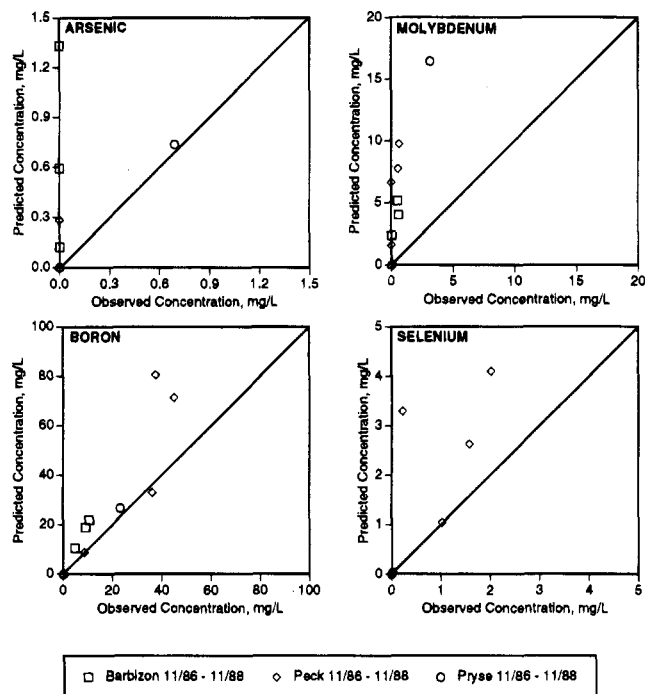 ARSENIC
Predicted Concentration, mg/L
1.5
1.2
0.9
0.6
0.3
0.0
0.0 0.3 0.6 0.9 1.2 1.5
Observed Concentration, mg/L
MOLYBDENUM
Predicted Concentration, mg/L
20
15
10
5
0
0 5 10 15 20
Observed Concentration, mg/L
BORON
Predicted Concentration, mg/L
100
80
60
40
20
0
0 20 40 60 80 100
Observed Concentration, mg/L
SELENIUM
Predicted Concentration, mg/L
5
4
3
2
1
0
0 1 2 3 4 5
Observed Concentration, mg/L
Barbizon 11/86 - 11/88 Peck 11/86 - 11/88 Pryse 11/86 - 11/88